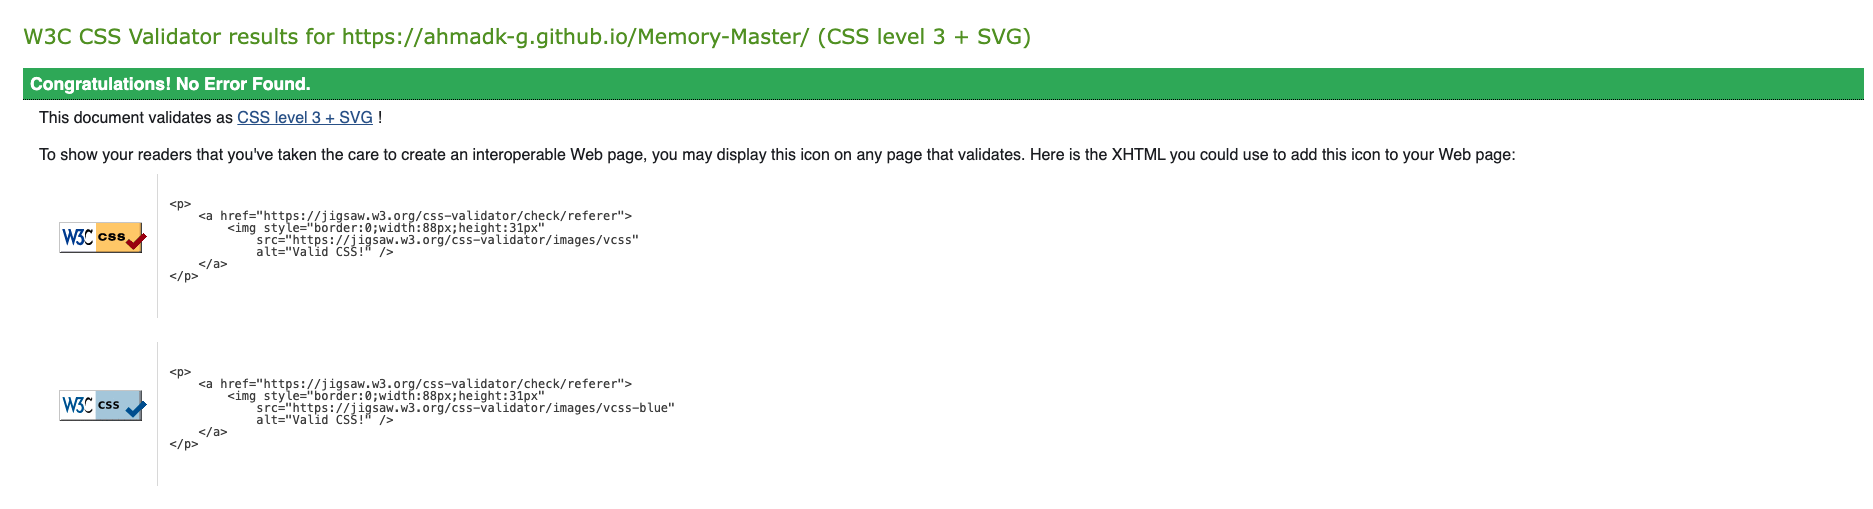 W3C CSS Validator results for https://ahmadk-g.github.io/Memory-Master/ (CSS level 3 + SVG)
Congratulations! No Error Found.
This document validates as CSS level 3 + SVG !
To show your readers that you've taken the care to create an interoperable Web page, you may display this icon on any page that validates. Here is the XHTML you could use to add this icon to your Web page:
W3C css
<p>
    <a href="https://jigsaw.w3.org/css-validator/check/referer">
        <img style="border:0;width:88px;height:31px"
            src="https://jigsaw.w3.org/css-validator/images/vcss"
            alt="Valid CSS!" />
    </a>
</p>
W3C css
<p>
    <a href="https://jigsaw.w3.org/css-validator/check/referer">
        <img style="border:0;width:88px;height:31px"
            src="https://jigsaw.w3.org/css-validator/images/vcss-blue"
            alt="Valid CSS!" />
    </a>
</p>